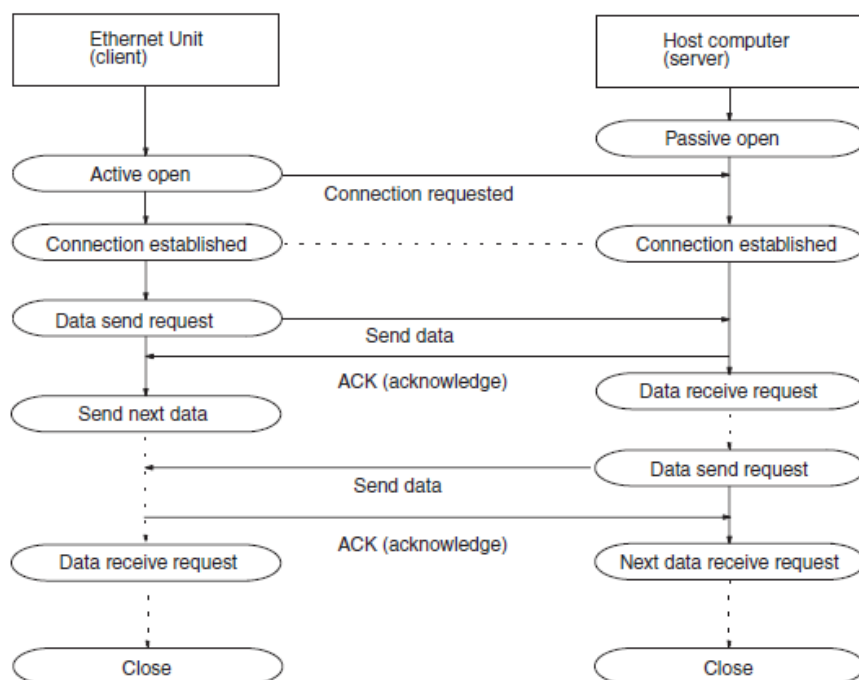 Ethernet Unit
(client)
Host computer
(server)
Passive open
Active open
Connection requested
Connection established
Connection established
Data send request
Send data
ACK (acknowledge)
Data receive request
Send next data
Data send request
Send data
ACK (acknowledge)
Data receive request
Next data receive request
Close
Close